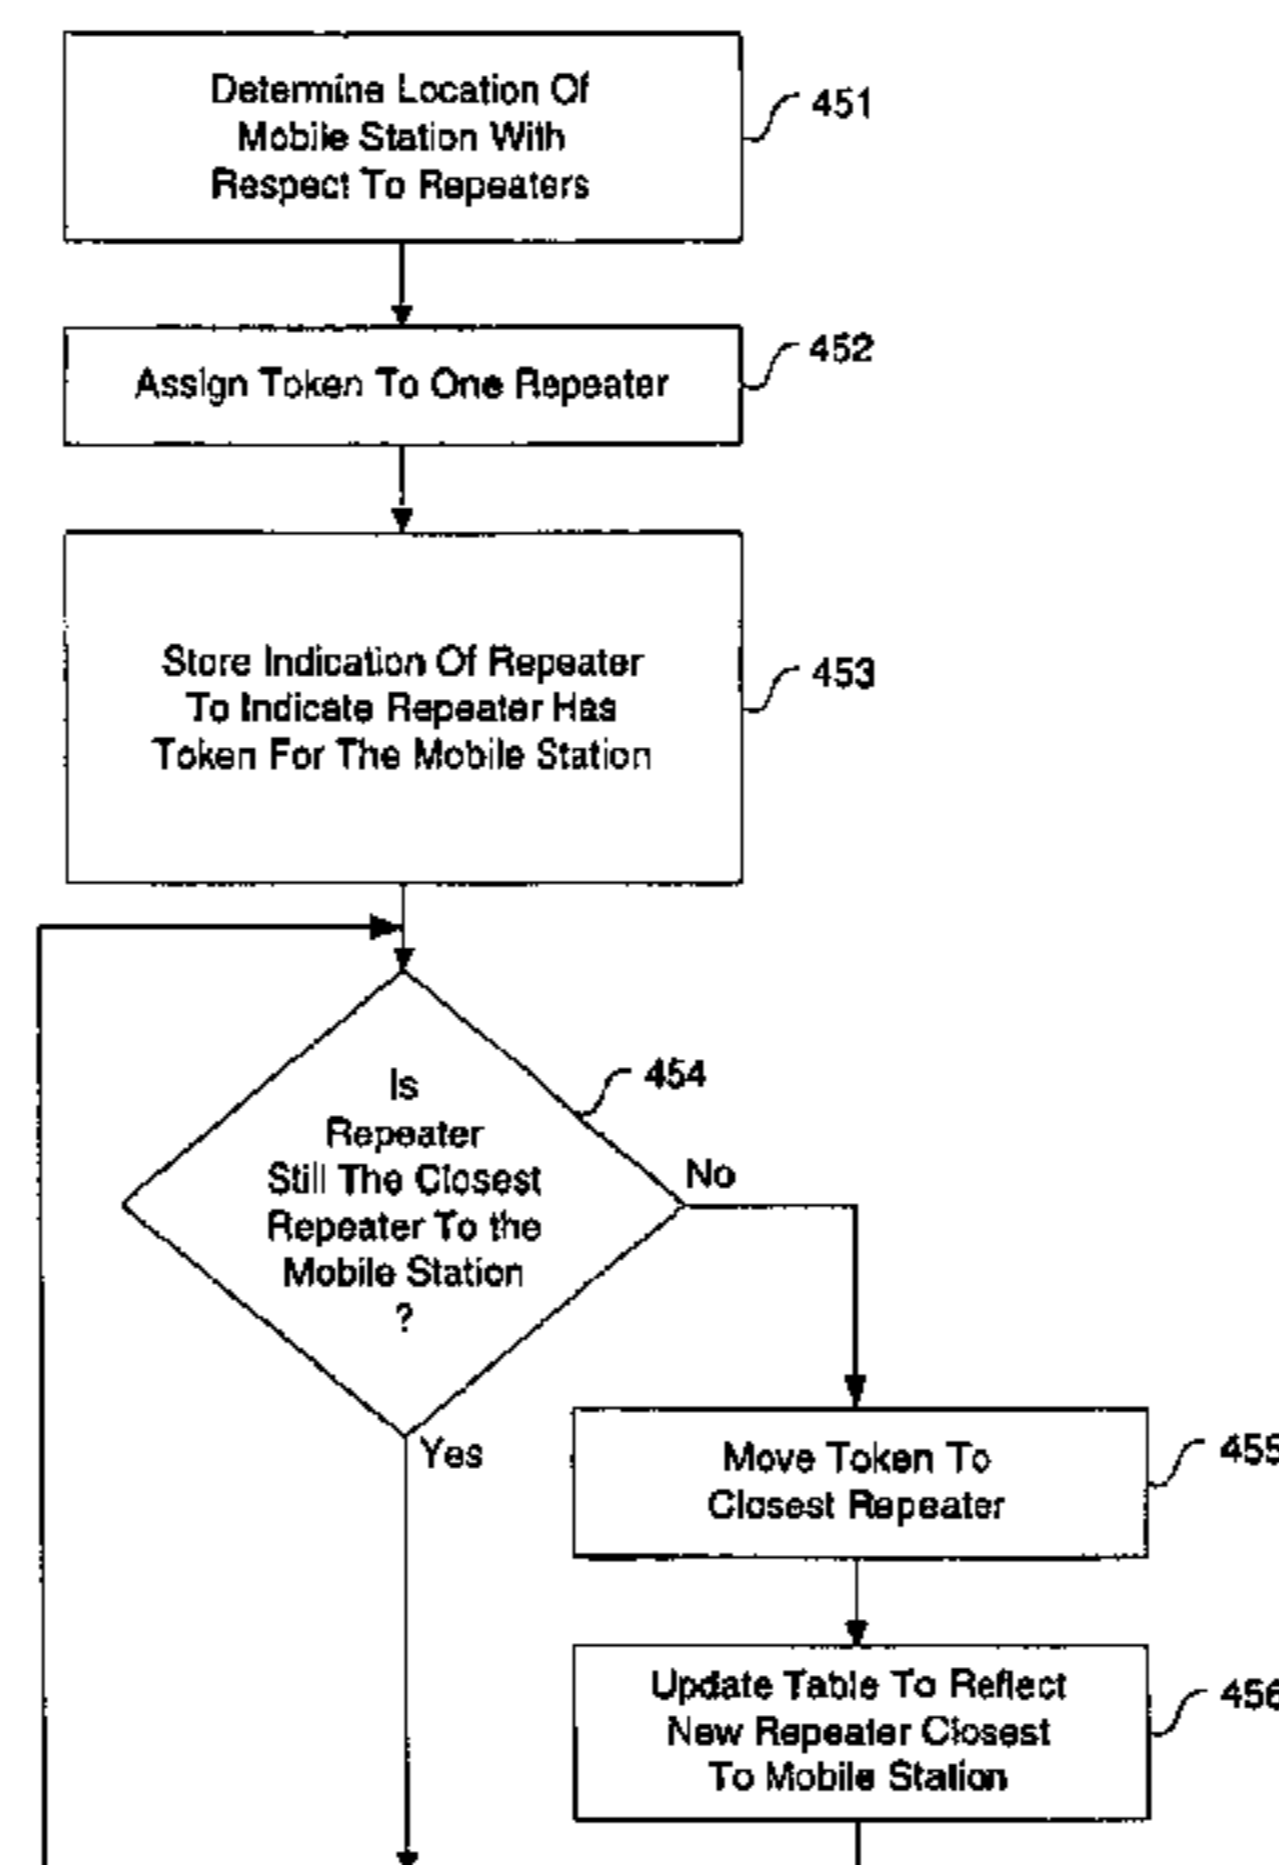 Determine Location Of
Mobile Station With
Respect To Repeaters
451
Assign Token To One Repeater
452
Store Indication Of Repeater
To Indicate Repeater Has
Token For The Mobile Station
453
Is
Repeater
Still The Closest
Repeater To the
Mobile Station
?
454
No
Yes
Move Token To
Closest Repeater
455
Update Table To Reflect
New Repeater Closest
To Mobile Station
456